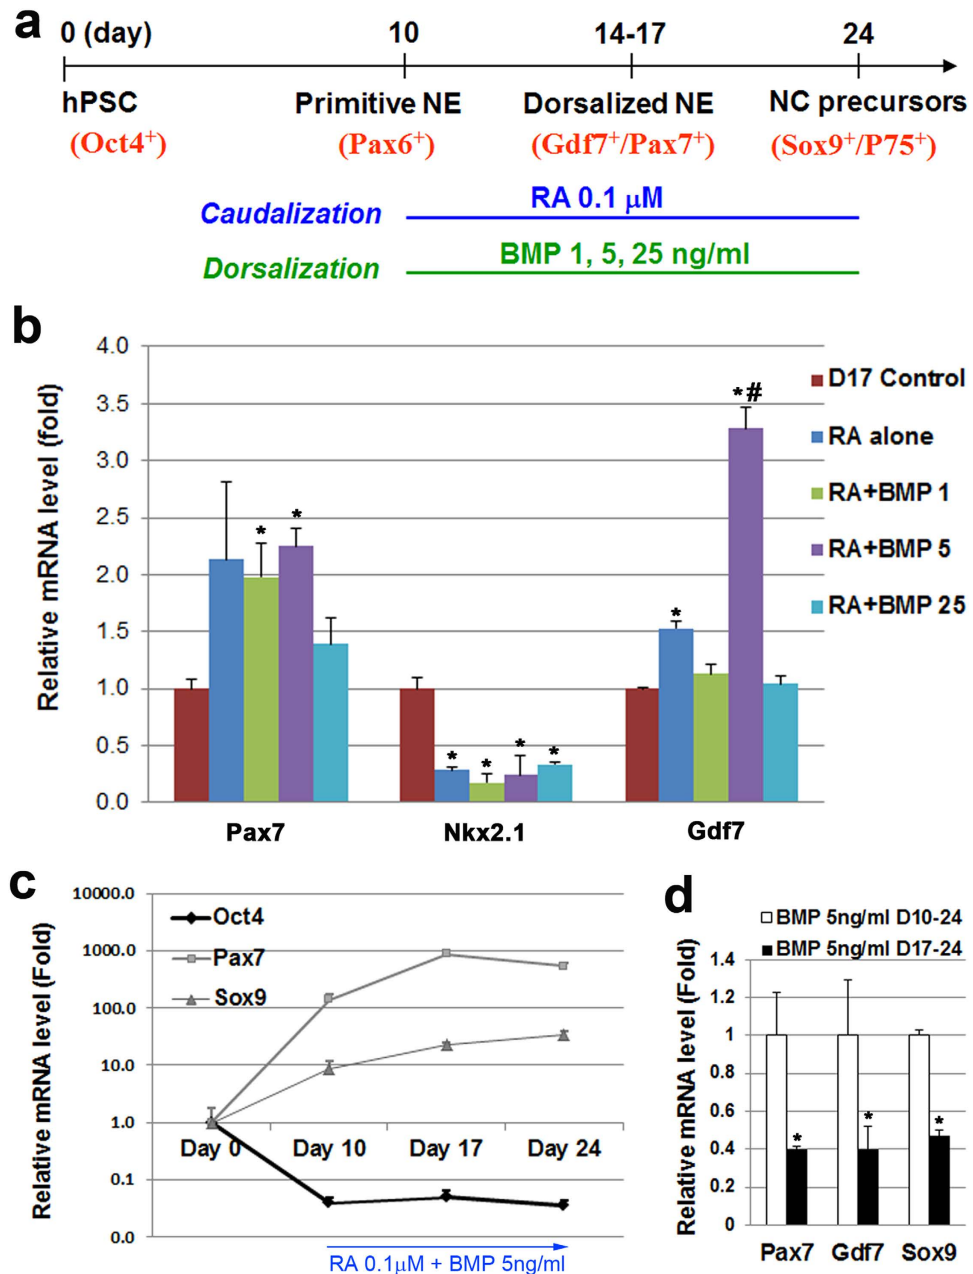 a
0 (day) 10 14-17 24
hPSC Primitive NE Dorsalized NE NC precursors
(Oct4+) (Pax6+) (Gdf7+/Pax7+) (Sox9+/P75+)
Caudalization RA 0.1 μM
Dorsalization BMP 1, 5, 25 ng/ml
b
Relative mRNA level (fold)
4.0
3.5
3.0
2.5
2.0
1.5
1.0
0.5
0.0
* * * * * * * *#
Pax7 Nkx2.1 Gdf7
D17 Control
RA alone
RA+BMP 1
RA+BMP 5
RA+BMP 25
c
Relative mRNA level (Fold)
10000.0
1000.0
100.0
10.0
1.0
0.1
0.0
Oct4
Pax7
Sox9
Day 0 Day 10 Day 17 Day 24
RA 0.1μM + BMP 5ng/ml
d
BMP 5ng/ml D10-24
BMP 5ng/ml D17-24
Relative mRNA level (Fold)
1.4
1.2
1
0.8
0.6
0.4
0.2
0
* * *
Pax7 Gdf7 Sox9